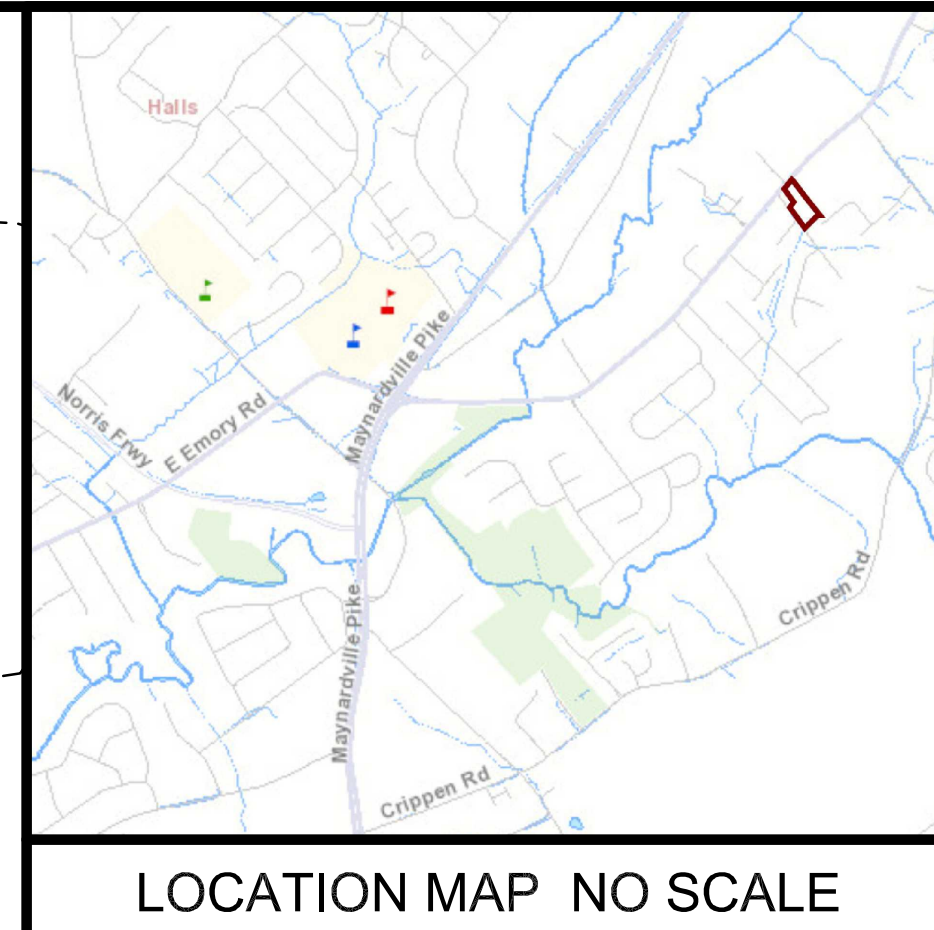 Halls
Maynardville Pike
Norris Frwy
E Emory Rd
Maynardville Pike
Crippen Rd
Crippen Rd
LOCATION MAP NO SCALE